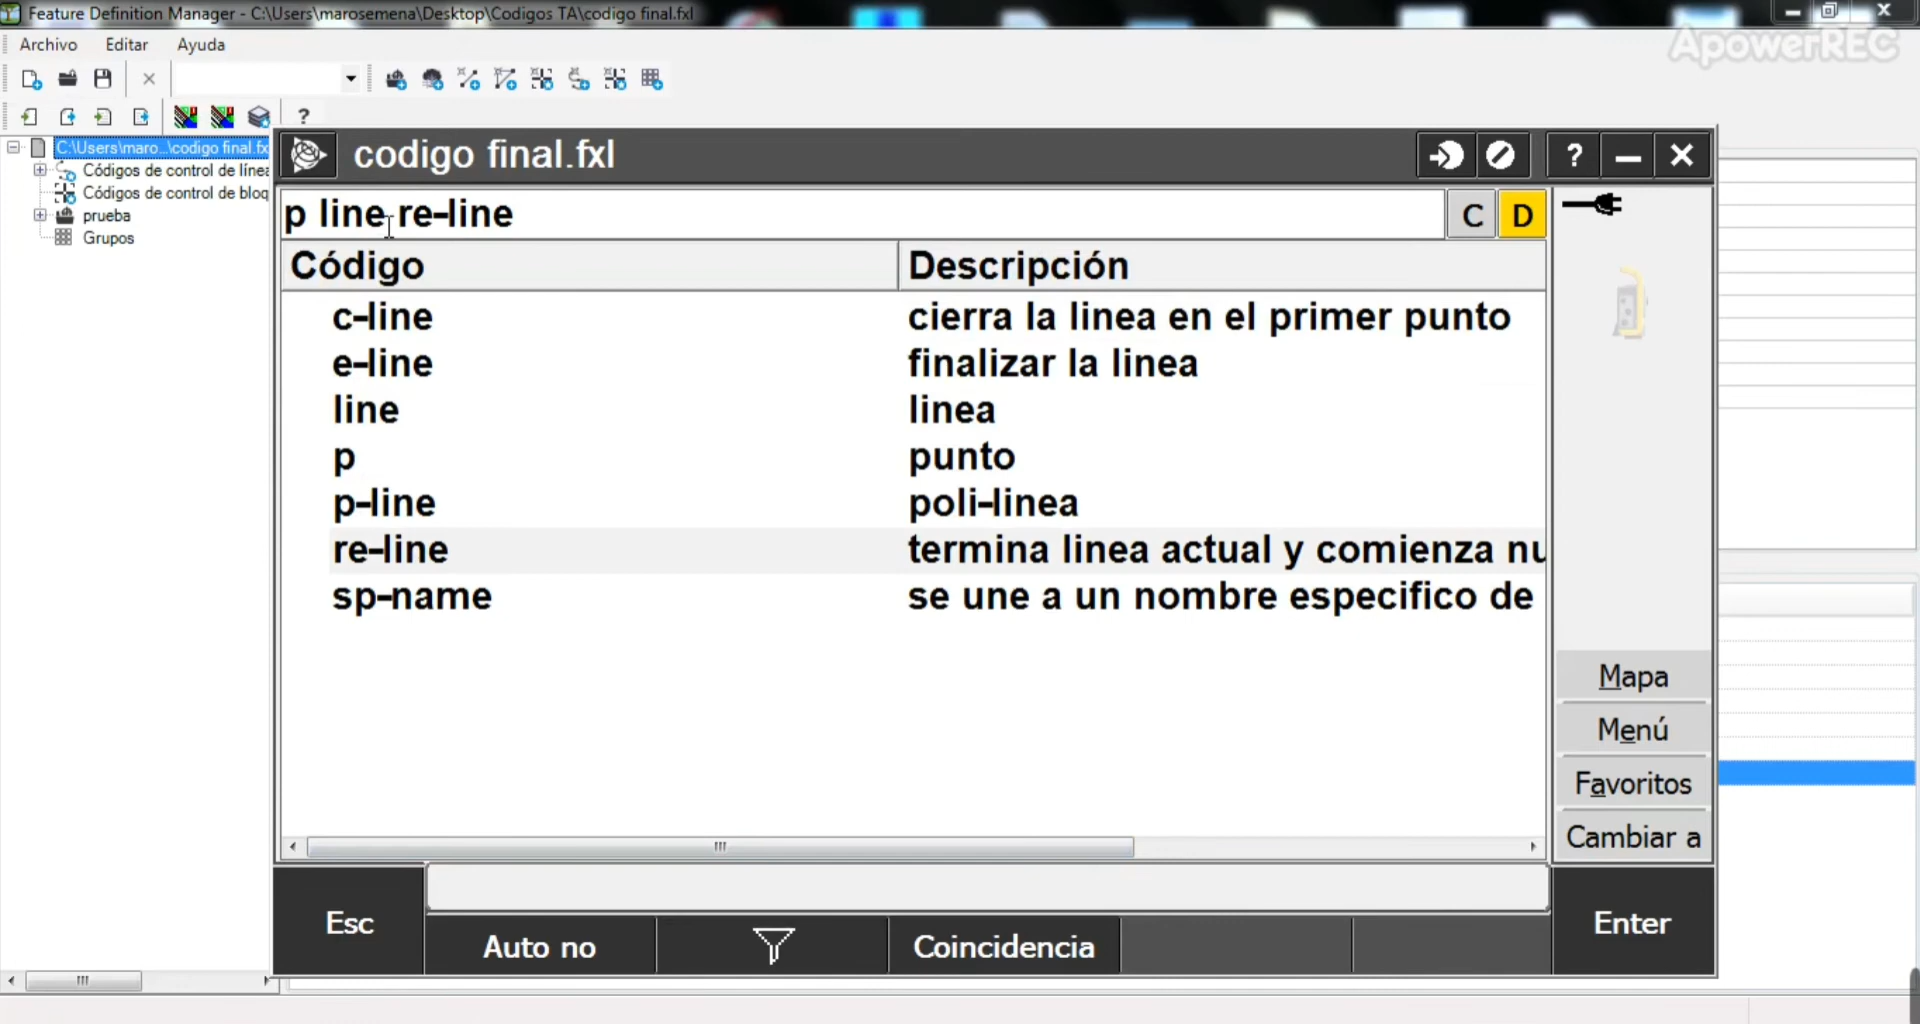 Feature Definition Manager - C:\Users\marosemena\Desktop\Codigos TA\codigo final.fxl
Archivo Editar Ayuda
ApowerREC
C:\Users\maro...\codigo final.fx
Códigos de control de línea
Códigos de control de bloq
prueba
Grupos
codigo final.fxl
?
p line re-line
C D
Código Descripción
c-line cierra la linea en el primer punto
e-line finalizar la linea
line linea
p punto
p-line poli-linea
re-line termina linea actual y comienza nu
sp-name se une a un nombre especifico de
Mapa
Menú
Favoritos
Cambiar a
Esc
Auto no
Coincidencia
Enter